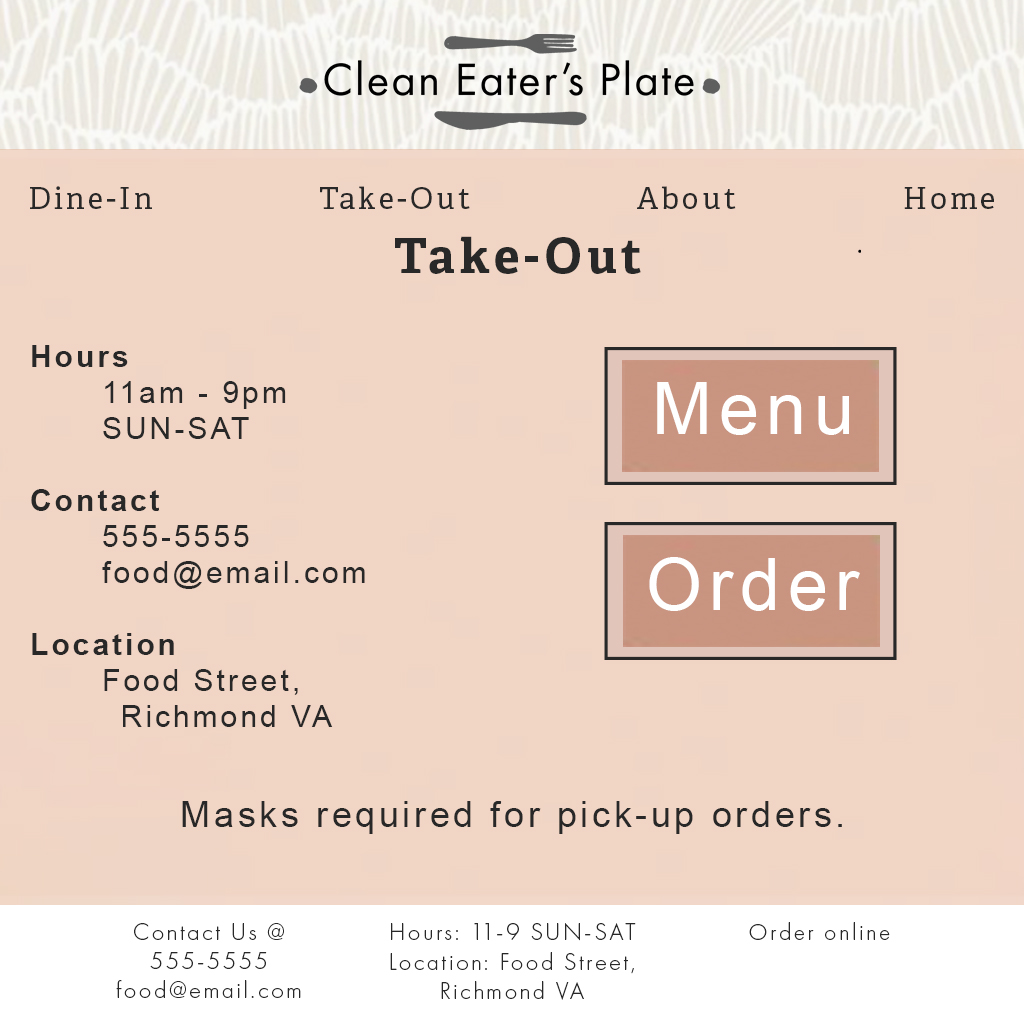 Clean Eater's Plate
Dine-In Take-Out About Home
Take-Out
Hours
11am - 9pm
SUN-SAT
Contact
555-5555
food@email.com
Location
Food Street,
Richmond VA
Menu
Order
Masks required for pick-up orders.
Contact Us @
555-5555
food@email.com
Hours: 11-9 SUN-SAT
Location: Food Street,
Richmond VA
Order online